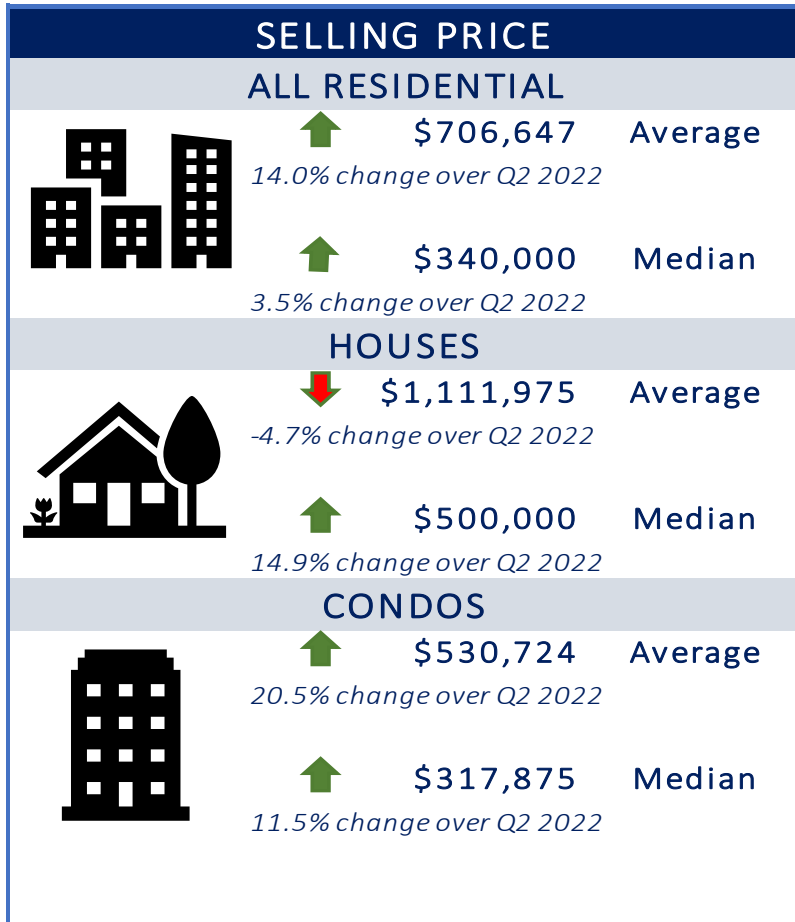 SELLING PRICE
ALL RESIDENTIAL
$706,647 Average
14.0% change over Q2 2022
$340,000 Median
3.5% change over Q2 2022
HOUSES
$1,111,975 Average
-4.7% change over Q2 2022
$500,000 Median
14.9% change over Q2 2022
CONDOS
$530,724 Average
20.5% change over Q2 2022
$317,875 Median
11.5% change over Q2 2022